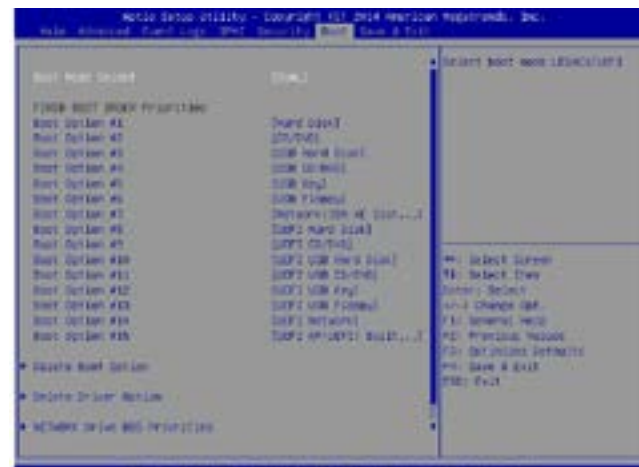 Aptio Setup Utility - Copyright (C) 2014 American Megatrends, Inc.
Main Advanced Event Logs IPMI Security Boot Save & Exit
Boot Mode Select [DUAL]
Select boot mode LEGACY/UEFI
FIXED BOOT ORDER Priorities
Boot Option #1 [Hard Disk]
Boot Option #2 [CD/DVD]
Boot Option #3 [USB Hard Disk]
Boot Option #4 [USB CD/DVD]
Boot Option #5 [USB Key]
Boot Option #6 [USB Floppy]
Boot Option #7 [Network:IBA
Boot Option #8 [UEFI Hard Disk]
Boot Option #9 [UEFI CD/DVD]
Boot Option #10 [UEFI USB Hard Disk]
Boot Option #11 [UEFI USB CD/DVD]
Boot Option #12 [UEFI USB Key]
Boot Option #13 [UEFI USB Floppy]
Boot Option #14 [UEFI Network]
Boot Option #15 [UEFI AP:UEFI: Built...]
Delete Boot Option
Delete Driver Option
NETWORK Drive BBS Priorities
Select Screen
Select Item
Enter: Select
+/-: Change Opt.
F1: General Help
F2: Previous Values
F3: Optimized Defaults
F4: Save & Exit
ESC: Exit